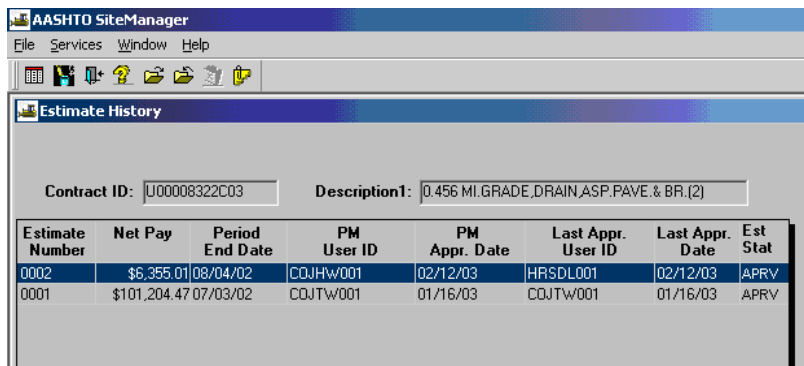 AASHTO SiteManager
File Services Window Help
Estimate History
Contract ID: U00008322C03 Description1: 0.456 MI.GRADE,DRAIN,ASP.PAVE.& BR.(2)
Estimate Number Net Pay Period End Date PM User ID PM Appr. Date Last Appr. User ID Last Appr. Date Est Stat
0002 $6,355.01 08/04/02 COJHW001 02/12/03 HRSDL001 02/12/03 APRV
0001 $101,204.47 07/03/02 COJTW001 01/16/03 COJTW001 01/16/03 APRV